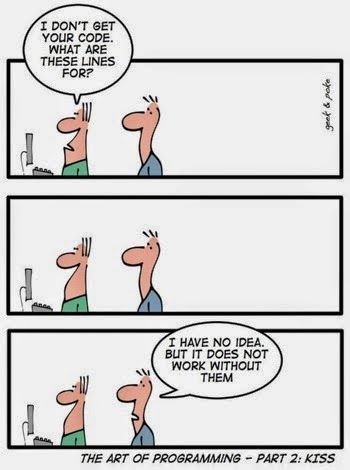 I DON'T GET
YOUR CODE.
WHAT ARE
THESE LINES
FOR?
geek & poke
I HAVE NO IDEA.
BUT IT DOES NOT
WORK WITHOUT
THEM
THE ART OF PROGRAMMING - PART 2: KISS